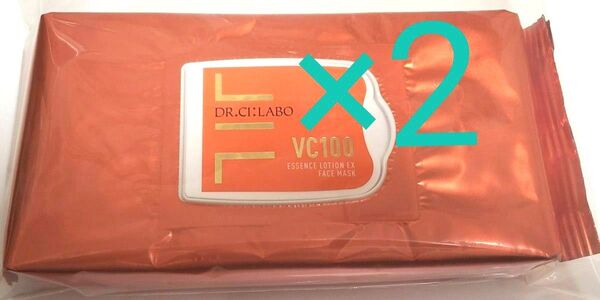 ×2
DR.CI:LABO
VC100
ESSENCE LOTION EX
FACE MASK